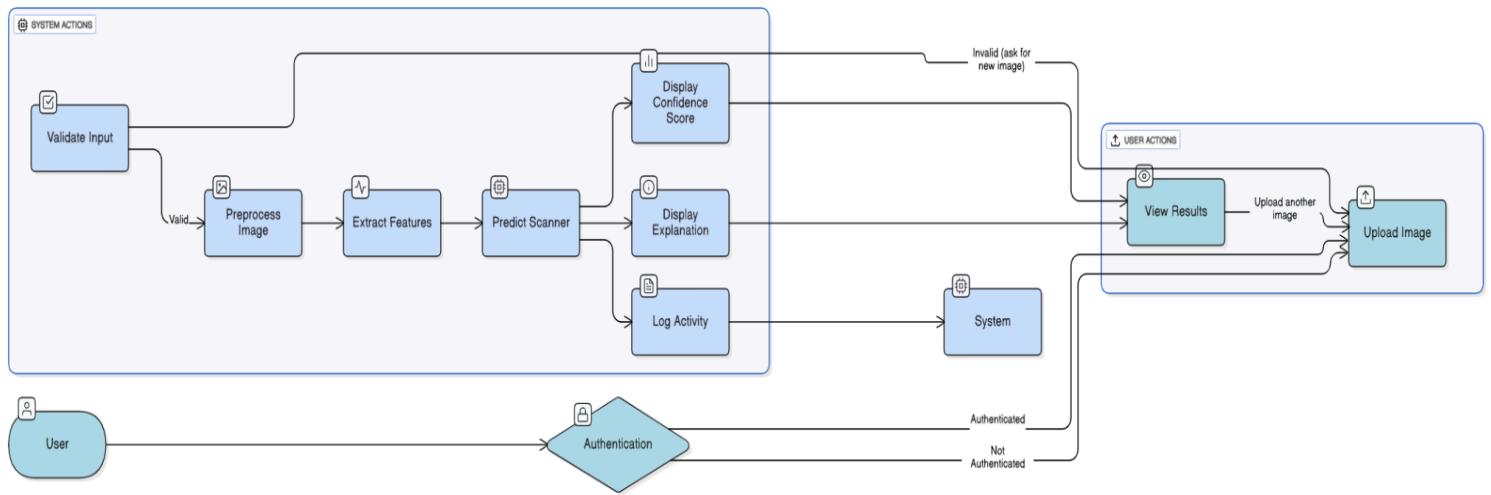 SYSTEM ACTIONS
Invalid (ask for
new image)
Display
Confidence
Score
Validate Input
USER ACTIONS
Valid
Preprocess
Image
Extract Features
Predict Scanner
Display
Explanation
View Results
Upload another
image
Upload Image
Log Activity
System
User
Authentication
Authenticated
Not
Authenticated